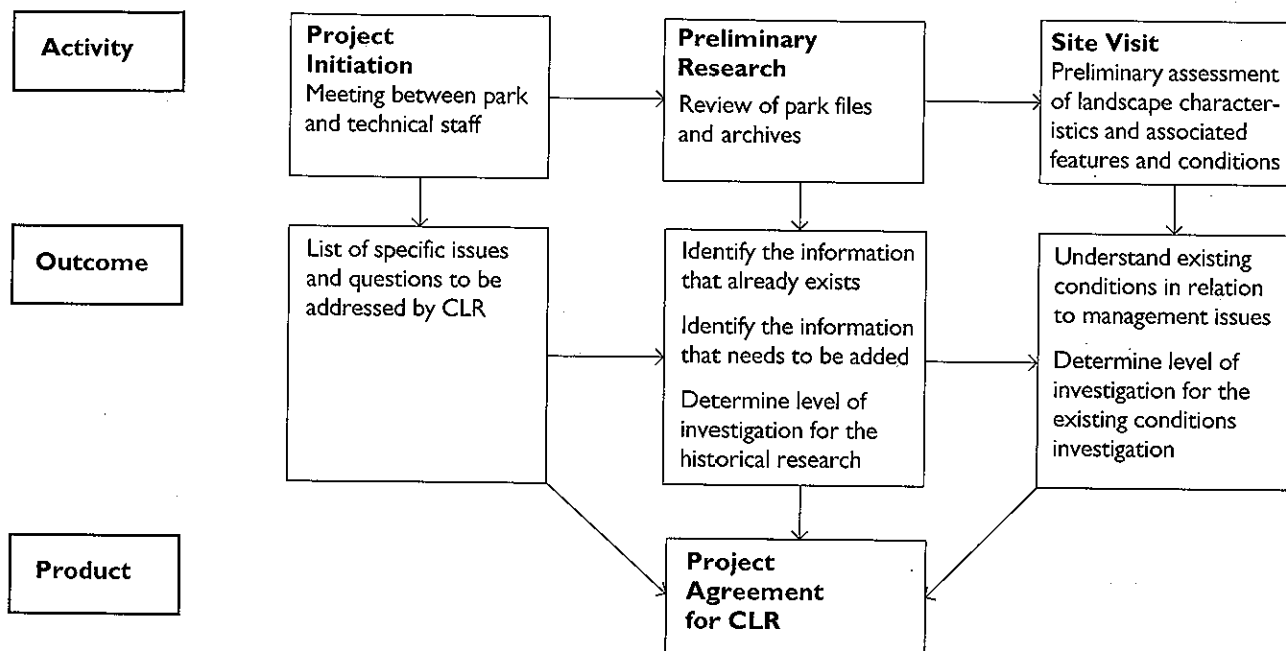 Activity
Project
Initiation
Meeting between park
and technical staff
Preliminary
Research
Review of park files
and archives
Site Visit
Preliminary assessment
of landscape character-
istics and associated
features and conditions
Outcome
List of specific issues
and questions to be
addressed by CLR
Identify the information
that already exists
Identify the information
that needs to be added
Determine level of
investigation for the
historical research
Understand existing
conditions in relation
to management issues
Determine level of
investigation for the
existing conditions
investigation
Product
Project
Agreement
for CLR